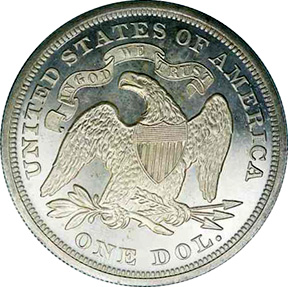 UNITED STATES OF AMERICA
IN GOD WE TRUST
ONE DOL.